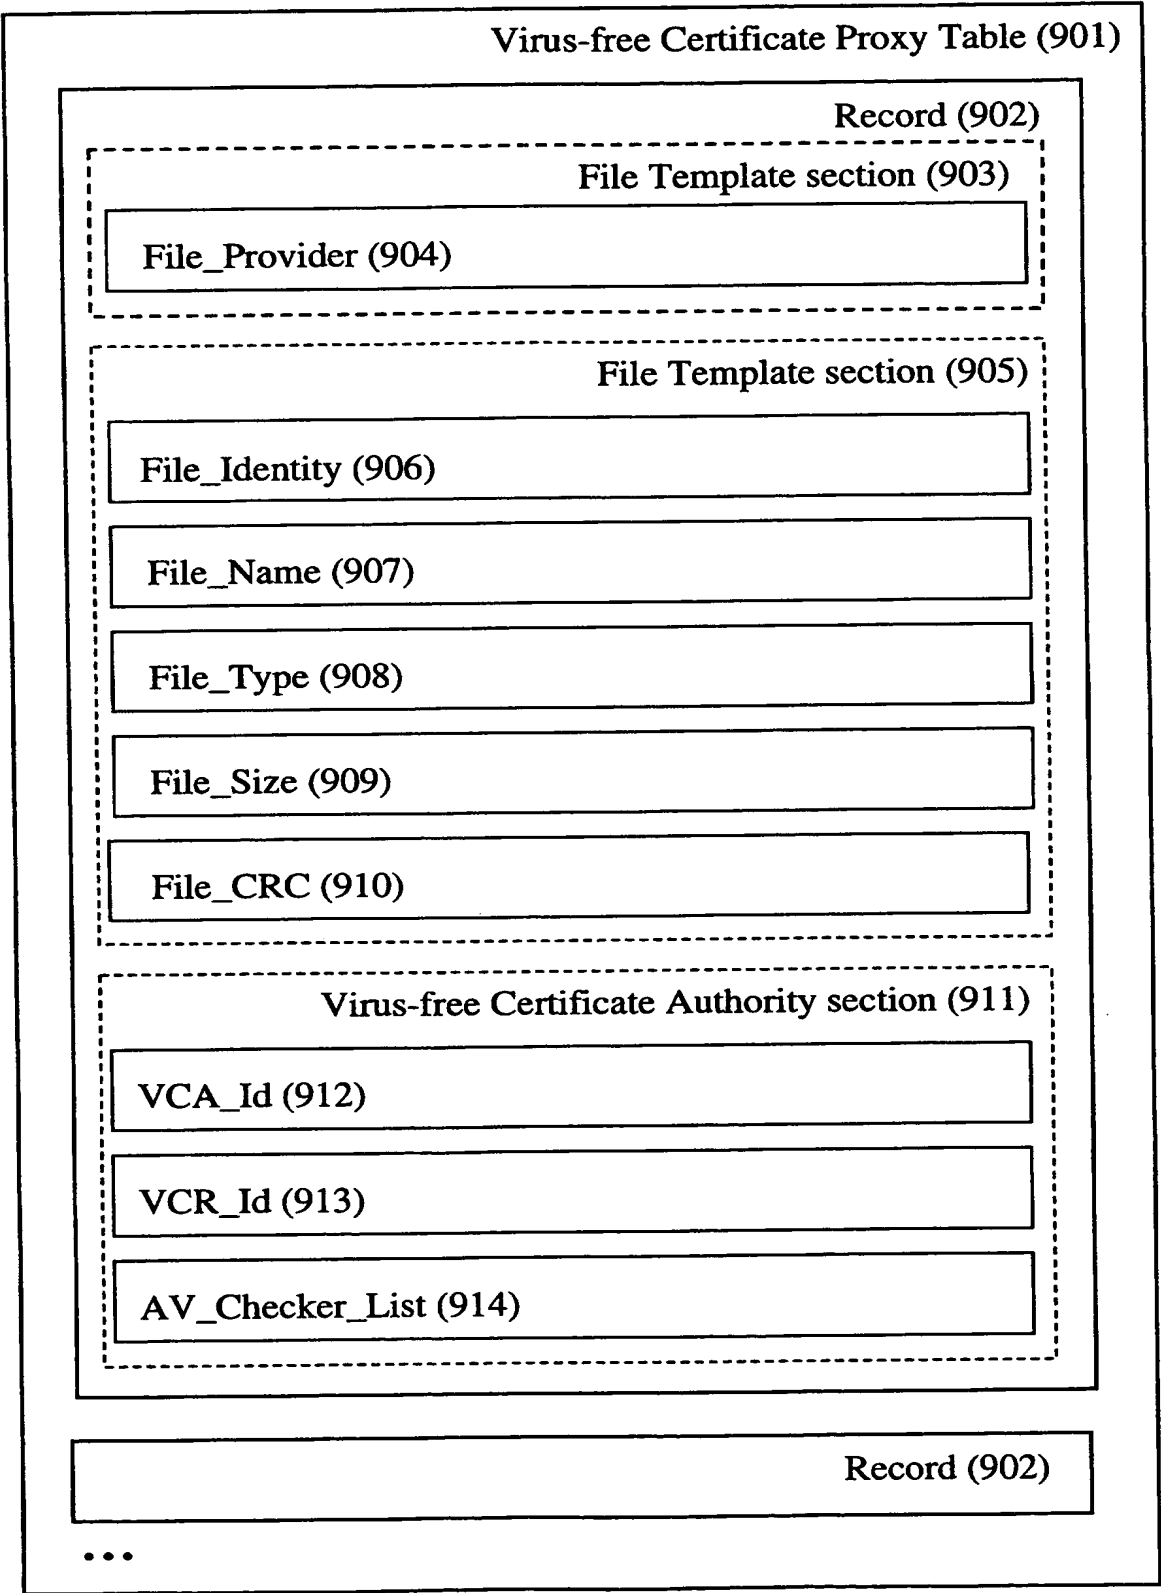 Virus-free Certificate Proxy Table (901)
Record (902)
File Template section (903)
File_Provider (904)
File Template section (905)
File_Identity (906)
File_Name (907)
File_Type (908)
File_Size (909)
File_CRC (910)
Virus-free Certificate Authority section (911)
VCA_Id (912)
VCR_Id (913)
AV_Checker_List (914)
Record (902)
...